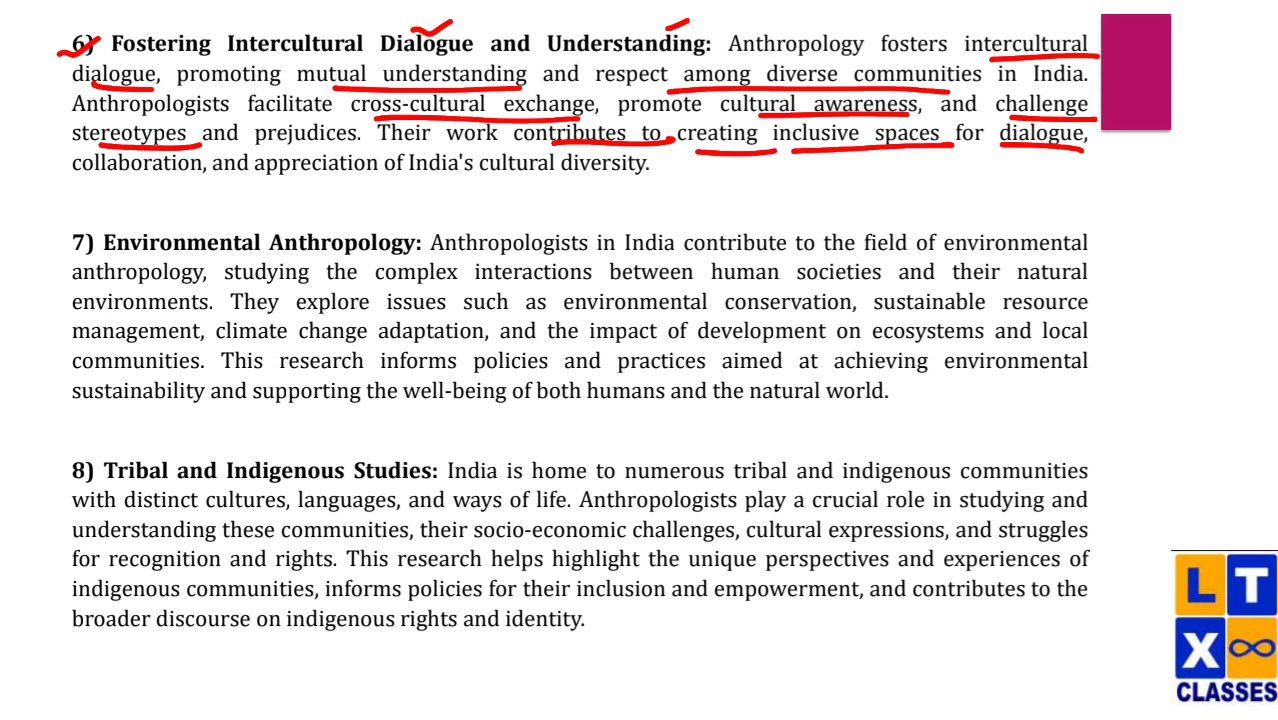 6) Fostering Intercultural Dialogue and Understanding: Anthropology fosters intercultural
dialogue, promoting mutual understanding and respect among diverse communities in India.
Anthropologists facilitate cross-cultural exchange, promote cultural awareness, and challenge
stereotypes and prejudices. Their work contributes to creating inclusive spaces for dialogue,
collaboration, and appreciation of India's cultural diversity.
7) Environmental Anthropology: Anthropologists in India contribute to the field of environmental
anthropology, studying the complex interactions between human societies and their natural
environments. They explore issues such as environmental conservation, sustainable resource
management, climate change adaptation, and the impact of development on ecosystems and local
communities. This research informs policies and practices aimed at achieving environmental
sustainability and supporting the well-being of both humans and the natural world.
8) Tribal and Indigenous Studies: India is home to numerous tribal and indigenous communities
with distinct cultures, languages, and ways of life. Anthropologists play a crucial role in studying and
understanding these communities, their socio-economic challenges, cultural expressions, and struggles
for recognition and rights. This research helps highlight the unique perspectives and experiences of
indigenous communities, informs policies for their inclusion and empowerment, and contributes to the
broader discourse on indigenous rights and identity.
L T
X ∞
CLASSES